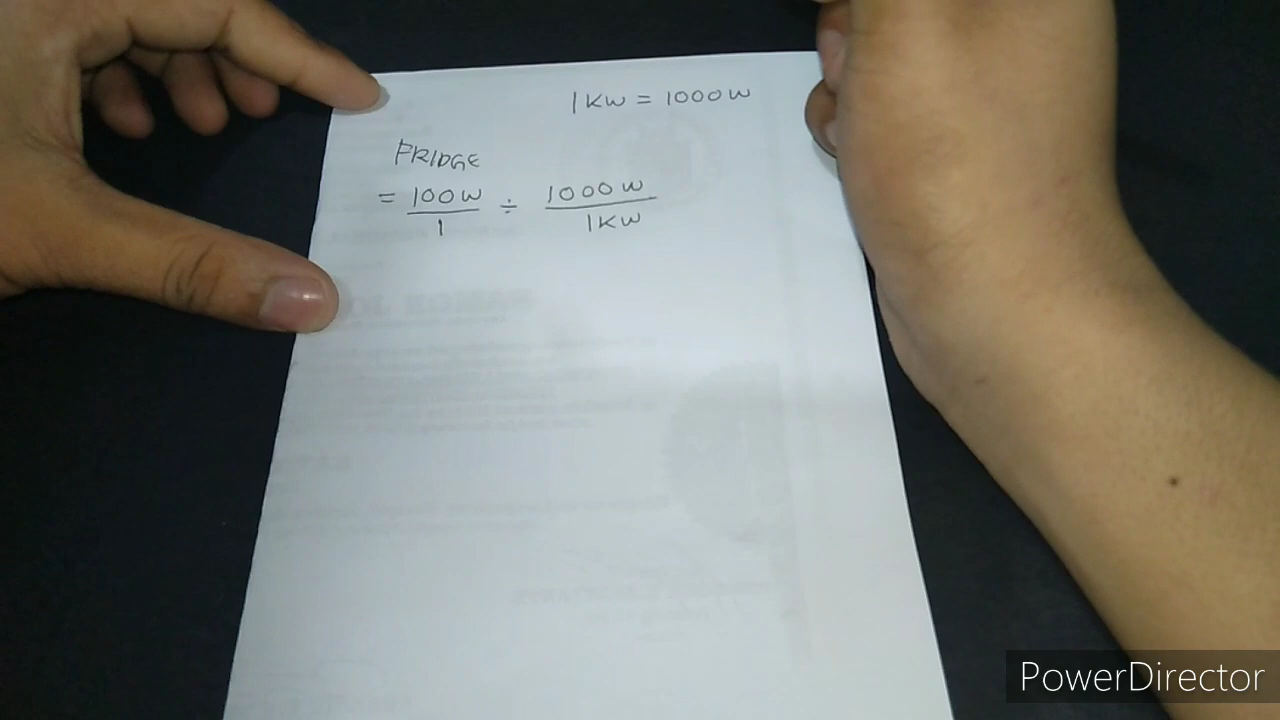 1KW = 1000W
FRIDGE
= 100W/1 ÷ 1000W/1KW
PowerDirector